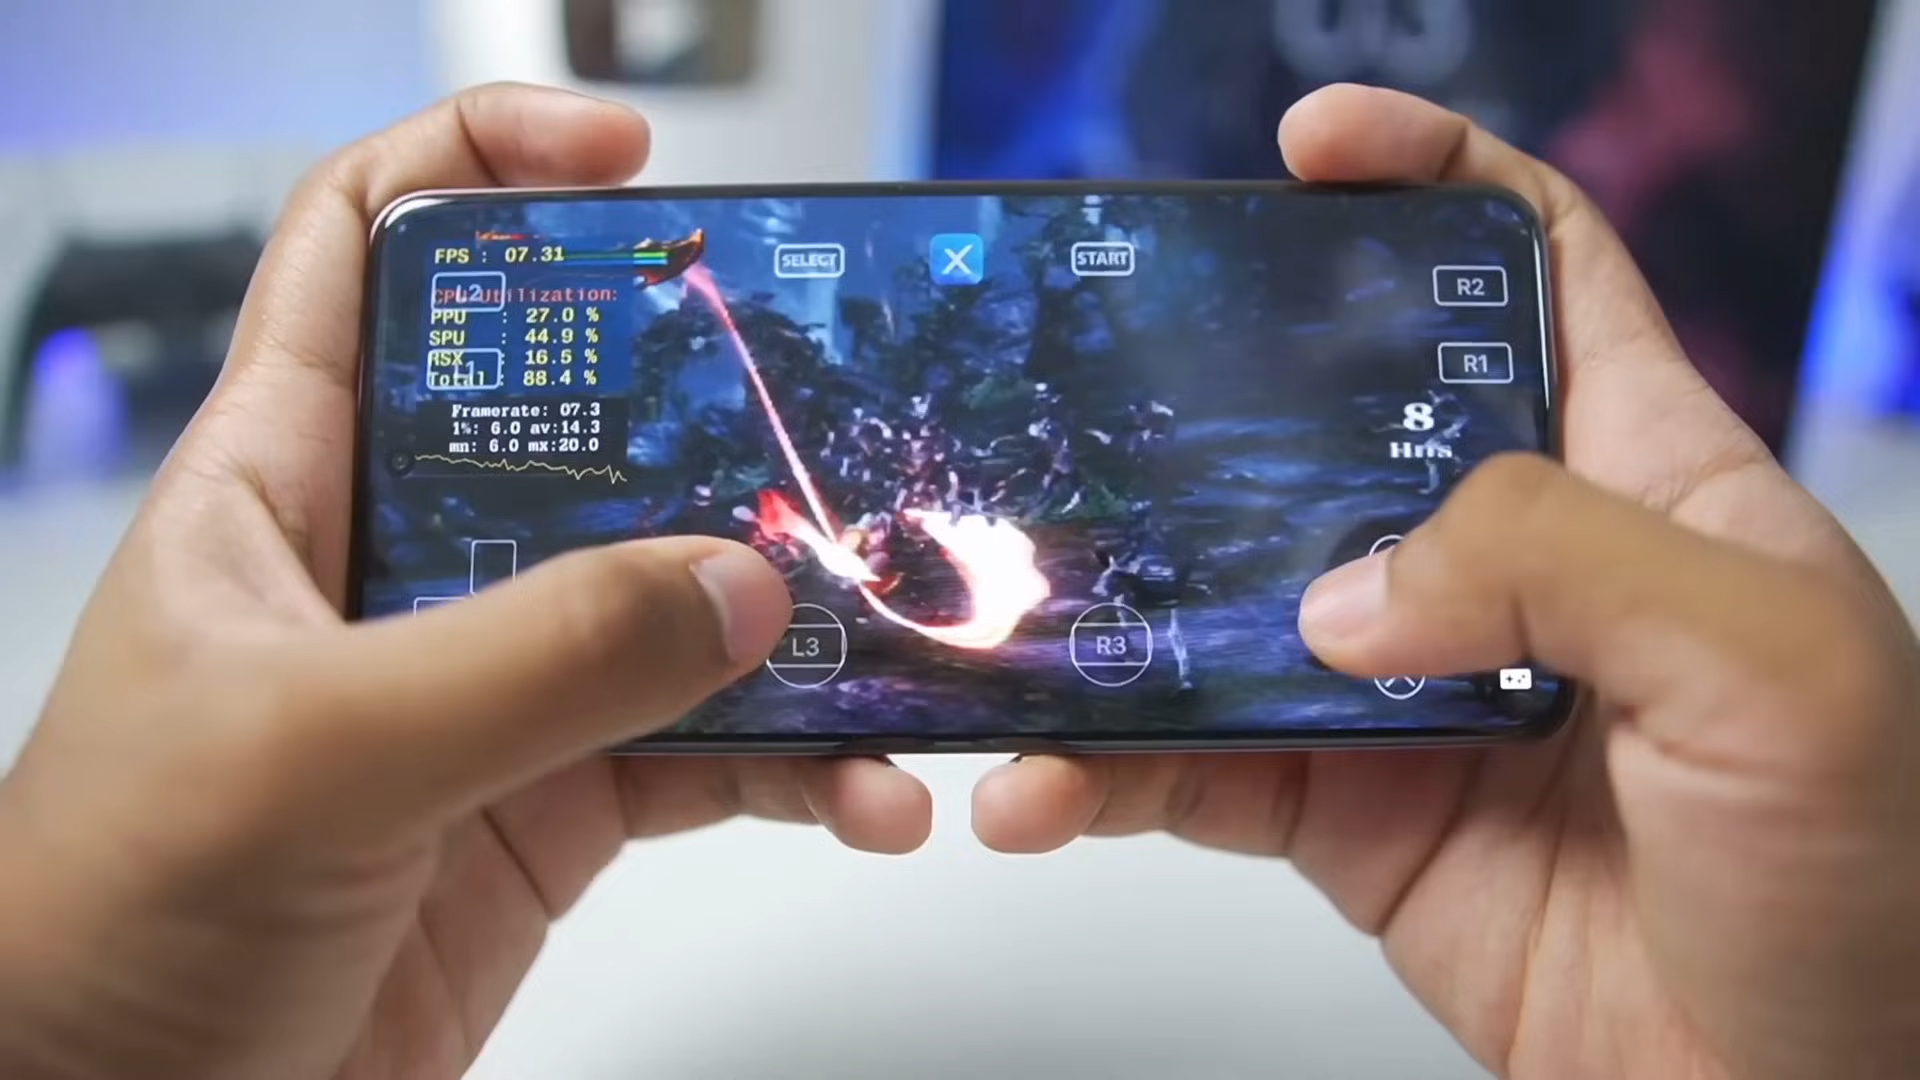 FPS : 07.31
SELECT
START
L2
CPU Utilization:
PPU : 27.0 %
SPU : 44.9 %
RSX : 16.5 %
L1
Total : 88.4 %
Framerate: 07.3
1%: 6.0 av:14.3
mn: 6.0 mx:20.0
R2
R1
8
Hits
L3
R3